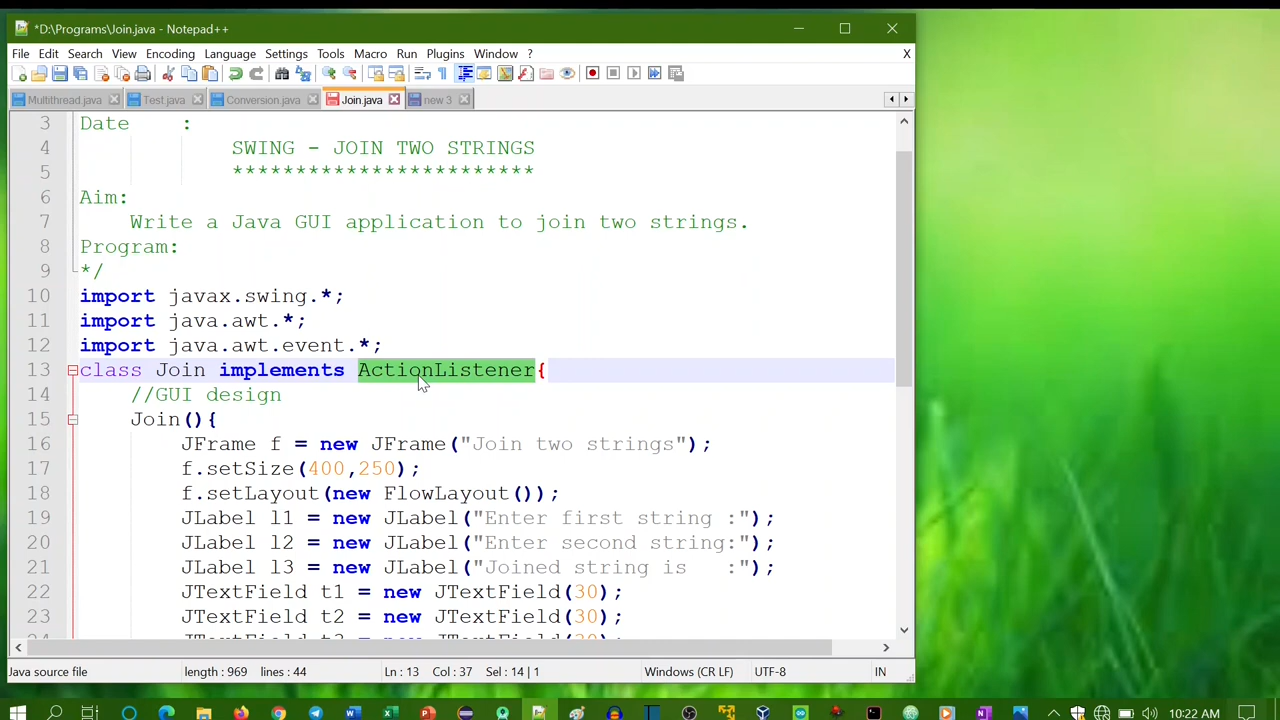 *D:\Programs\Join.java - Notepad++
File Edit Search View Encoding Language Settings Tools Macro Run Plugins Window ? X
Multithread.java Test.java Conversion.java Join.java new 3
3 Date :
4 SWING - JOIN TWO STRINGS
5 ************************
6 Aim:
7 Write a Java GUI application to join two strings.
8 Program:
9 */
10 import javax.swing.*;
11 import java.awt.*;
12 import java.awt.event.*;
13 class Join implements ActionListener{
14 //GUI design
15 Join(){
16 JFrame f = new JFrame("Join two strings");
17 f.setSize(400,250);
18 f.setLayout(new FlowLayout());
19 JLabel l1 = new JLabel("Enter first string :");
20 JLabel l2 = new JLabel("Enter second string:");
21 JLabel l3 = new JLabel("Joined string is   :");
22 JTextField t1 = new JTextField(30);
23 JTextField t2 = new JTextField(30);
24 JTextField t3 = new JTextField(30);
Java source file length : 969 lines : 44 Ln : 13 Col : 37 Sel : 14 | 1 Windows (CR LF) UTF-8 IN
10:22 AM